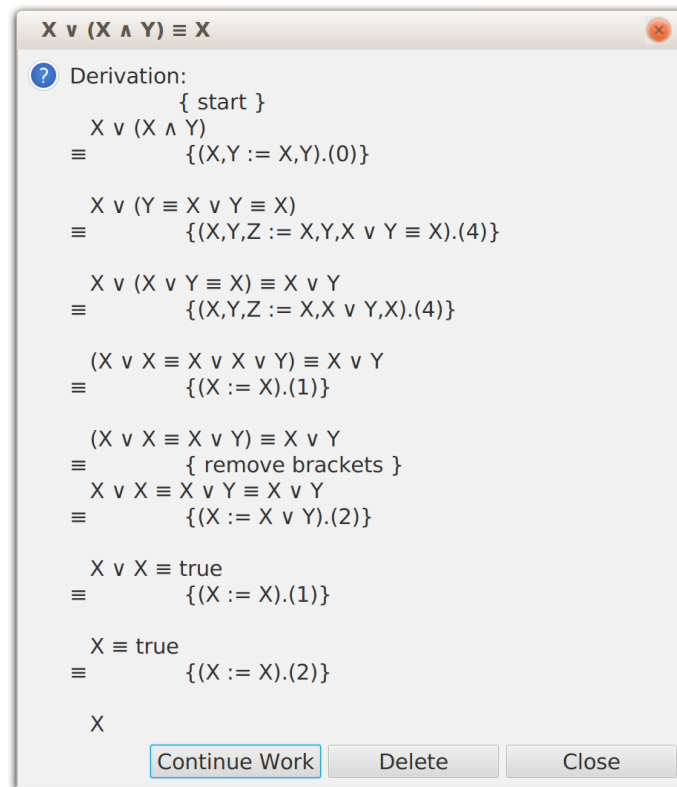 X ∨ (X ∧ Y) ≡ X
Derivation:
{ start }
X ∨ (X ∧ Y)
≡ {(X,Y := X,Y).(0)}
X ∨ (Y ≡ X ∨ Y ≡ X)
≡ {(X,Y,Z := X,Y,X ∨ Y ≡ X).(4)}
X ∨ (X ∨ Y ≡ X) ≡ X ∨ Y
≡ {(X,Y,Z := X,X ∨ Y,X).(4)}
(X ∨ X ≡ X ∨ X ∨ Y) ≡ X ∨ Y
≡ {(X := X).(1)}
(X ∨ X ≡ X ∨ Y) ≡ X ∨ Y
≡ { remove brackets }
X ∨ X ≡ X ∨ Y ≡ X ∨ Y
≡ {(X := X ∨ Y).(2)}
X ∨ X ≡ true
≡ {(X := X).(1)}
X ≡ true
≡ {(X := X).(2)}
X
Continue Work Delete Close